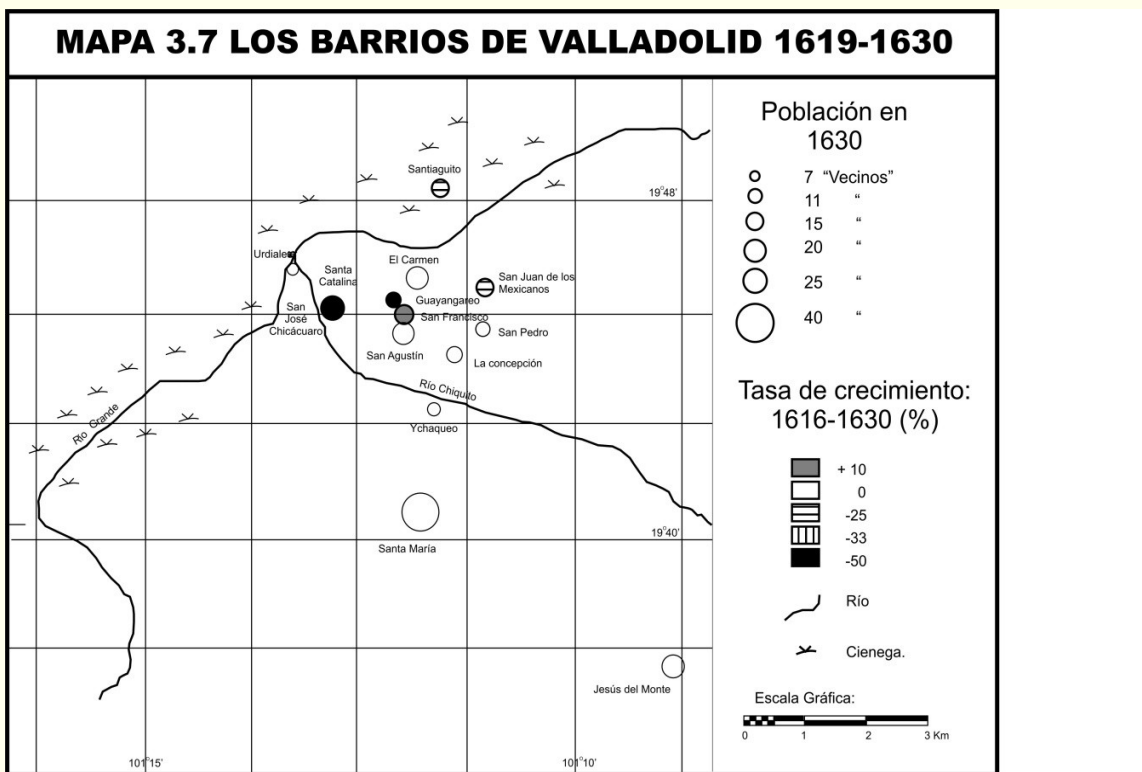 MAPA 3.7 LOS BARRIOS DE VALLADOLID 1619-1630
Santiaguito
19°48'
Urdiales
Santa
Catalina
El Carmen
San Juan de los
Mexicanos
San
José
Chicácuaro
Guayangareo
San Francisco
San Pedro
San Agustín
La concepción
Río Chiquito
Ychaqueo
Río Grande
19°40'
Santa María
Jesús del Monte
101°15'
101°10'
Población en
1630
7 “Vecinos”
11 “
15 “
20 “
25 “
40 “
Tasa de crecimiento:
1616-1630 (%)
+ 10
0
-25
-33
-50
Río
Cienega.
Escala Gráfica:
0 1 2 3 Km